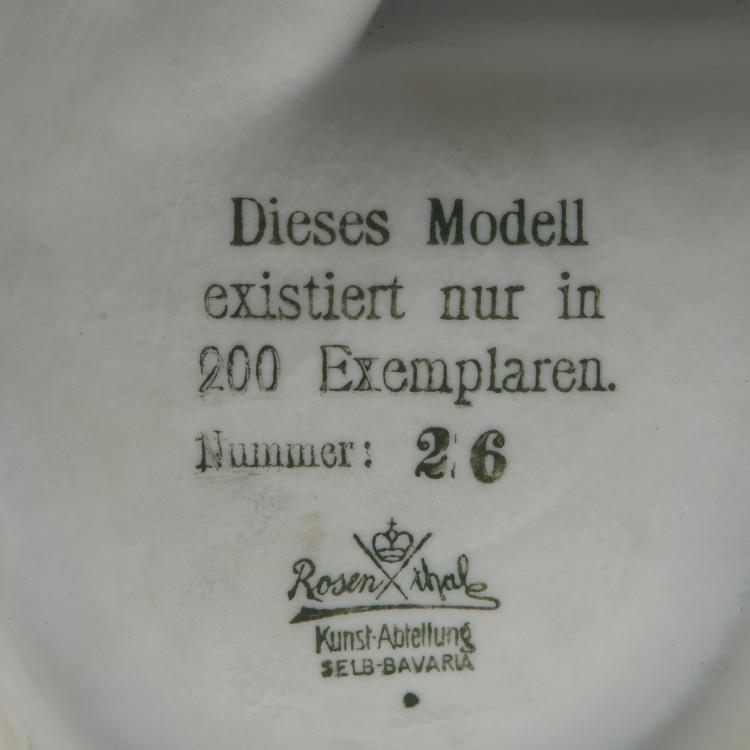 Dieses Modell
existiert nur in
200 Exemplaren.
Nummer: 26
Rosenthal
Kunst-Abteilung
SELB-BAVARIA